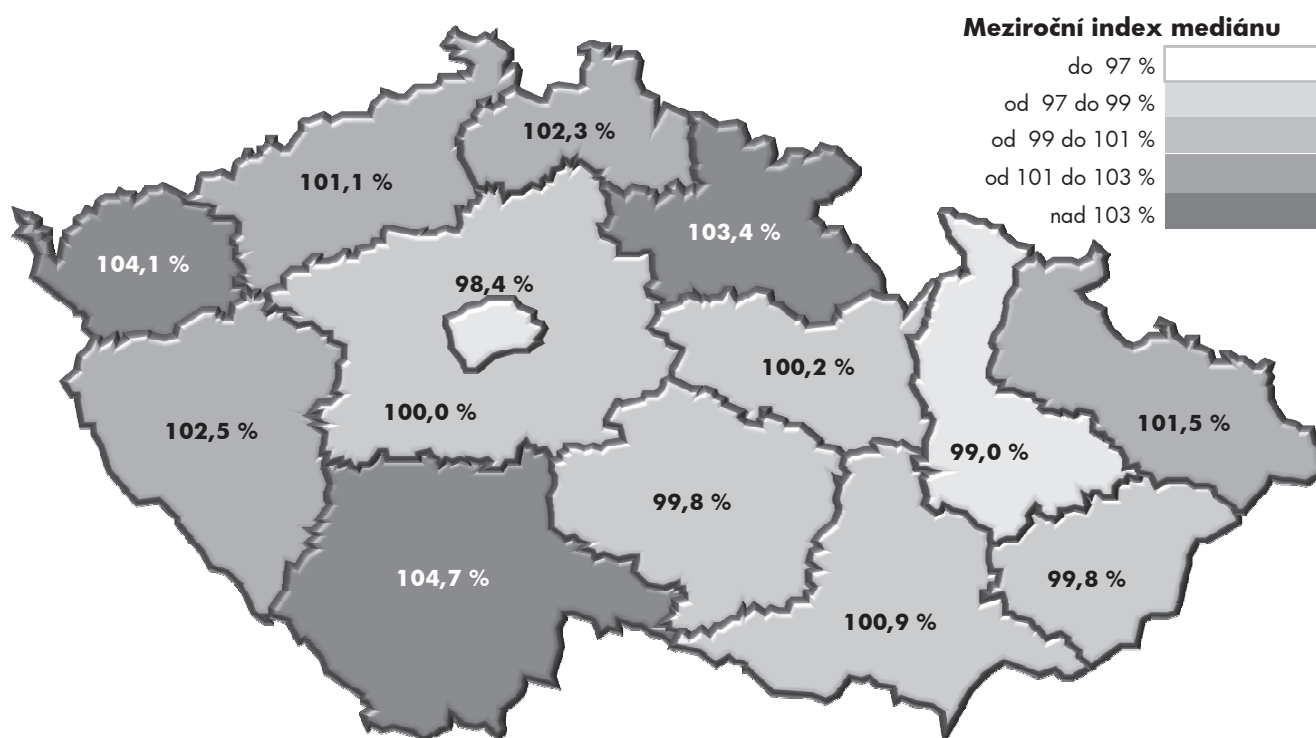 Meziroční index mediánu
do 97 %
od 97 do 99 %
od 99 do 101 %
od 101 do 103 %
nad 103 %
102,3 %
101,1 %
103,4 %
104,1 %
98,4 %
100,2 %
100,0 %
102,5 %
101,5 %
99,0 %
99,8 %
104,7 %
99,8 %
100,9 %